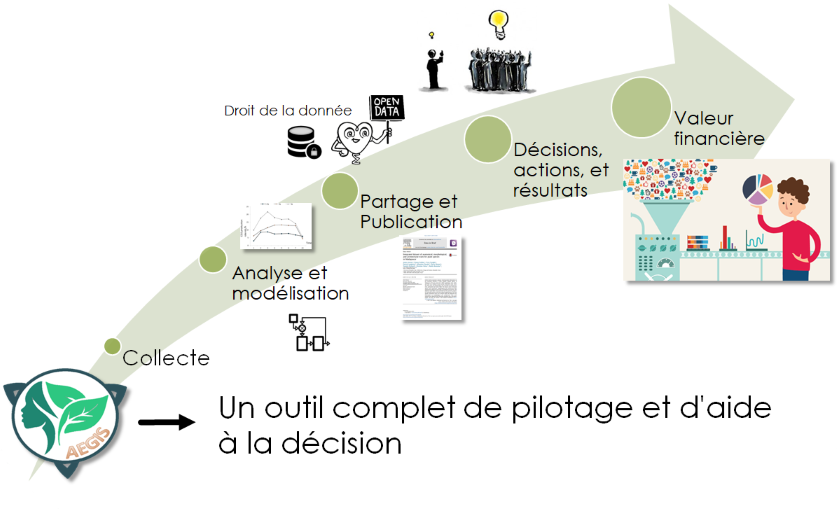 Droit de la donnée
OPEN
DATA
Valeur
financière
Décisions,
actions, et
résultats
Partage et
Publication
Analyse et
modélisation
Collecte
AEGIS
Un outil complet de pilotage et d'aide
à la décision